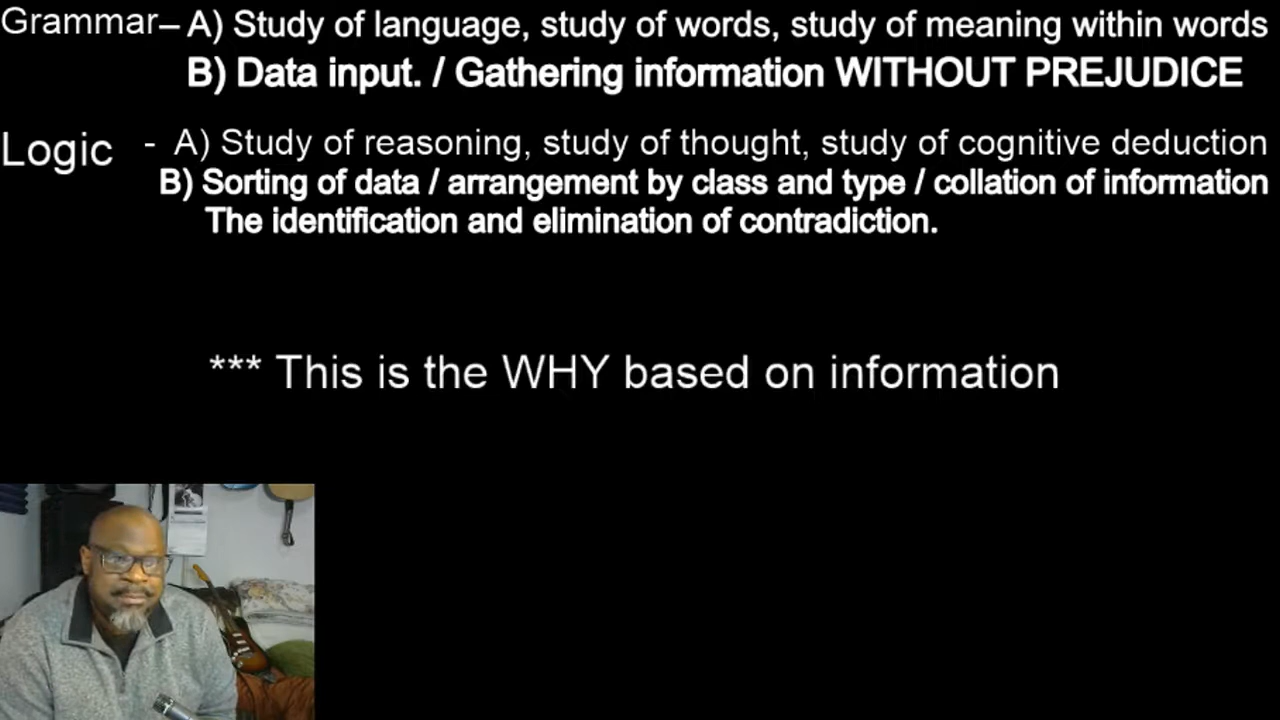 Grammar– A) Study of language, study of words, study of meaning within words
B) Data input. / Gathering information WITHOUT PREJUDICE
Logic - A) Study of reasoning, study of thought, study of cognitive deduction
B) Sorting of data / arrangement by class and type / collation of information
The identification and elimination of contradiction.
*** This is the WHY based on information